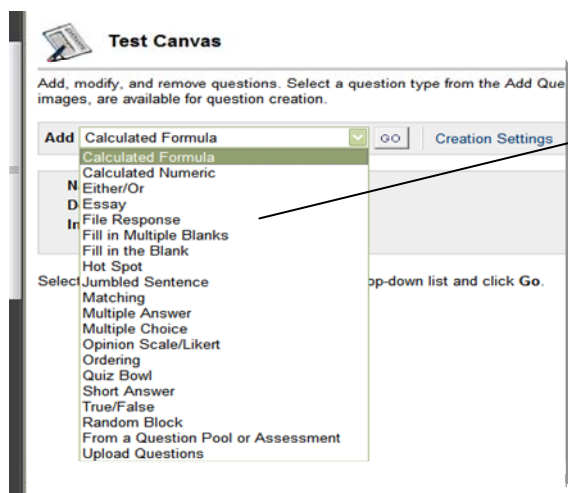 Test Canvas
Add, modify, and remove questions. Select a question type from the Add Que
images, are available for question creation.
Add Calculated Formula GO Creation Settings
Calculated Formula
Calculated Numeric
N Either/Or
D Essay
In File Response
Fill in Multiple Blanks
Fill in the Blank
Hot Spot
Select Jumbled Sentence op-down list and click Go.
Matching
Multiple Answer
Multiple Choice
Opinion Scale/Likert
Ordering
Quiz Bowl
Short Answer
True/False
Random Block
From a Question Pool or Assessment
Upload Questions